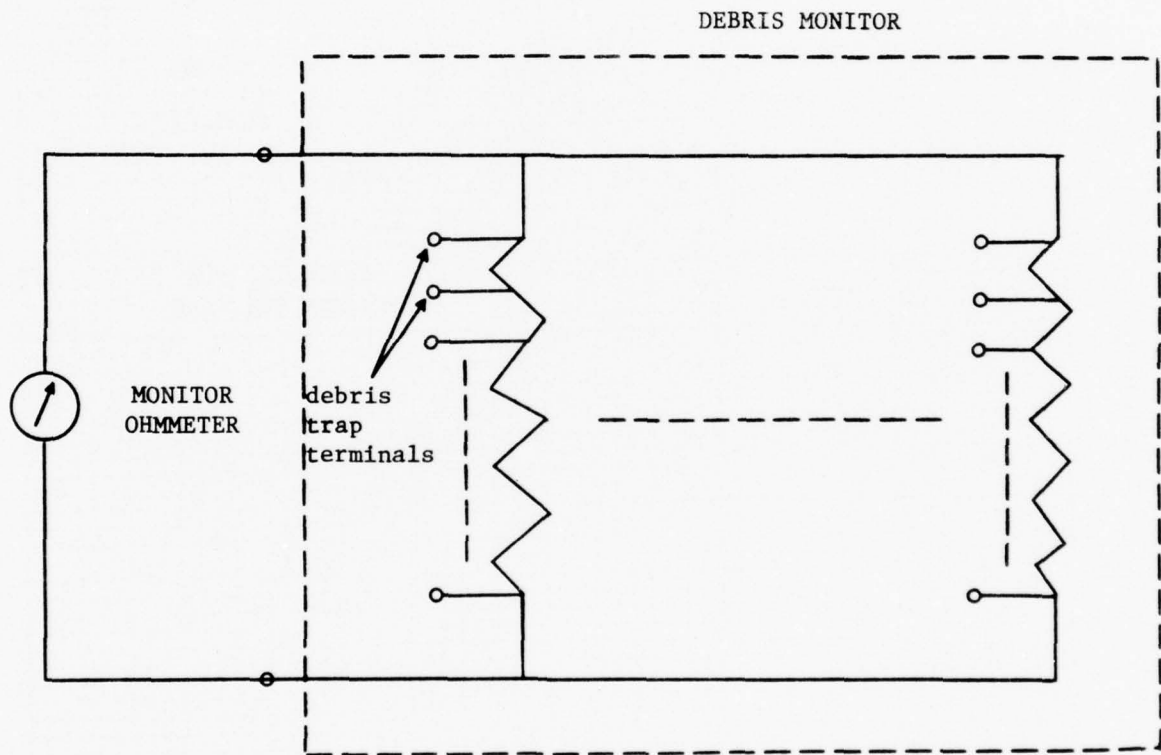 DEBRIS MONITOR
MONITOR
OHMMETER
debris
trap
terminals